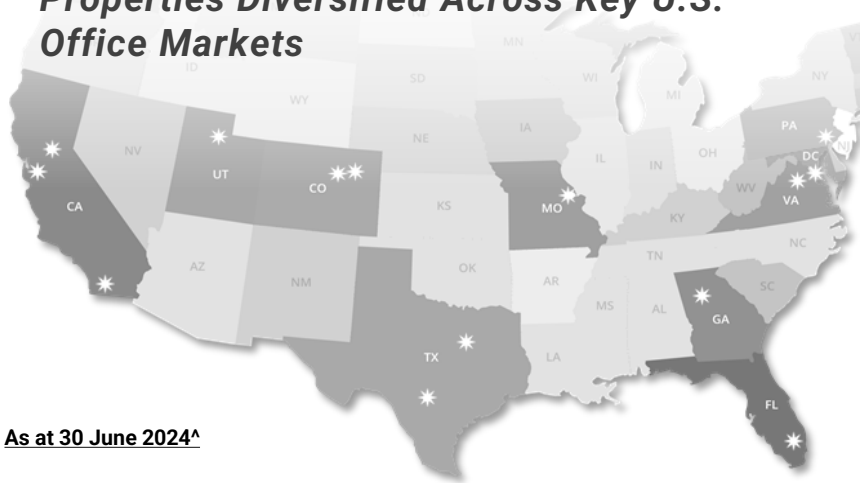 Properties Diversified Across Key U.S.
Office Markets
MN
ID
SD
WI
NY
WY
MI
IA
PA
NE
NV
OH
NJ
IL
IN
DC
UT
CO
WV
VA
CA
KS
MO
KY
NC
TN
AZ
OK
NM
AR
SC
MS
AL
GA
TX
LA
FL
As at 30 June 2024^